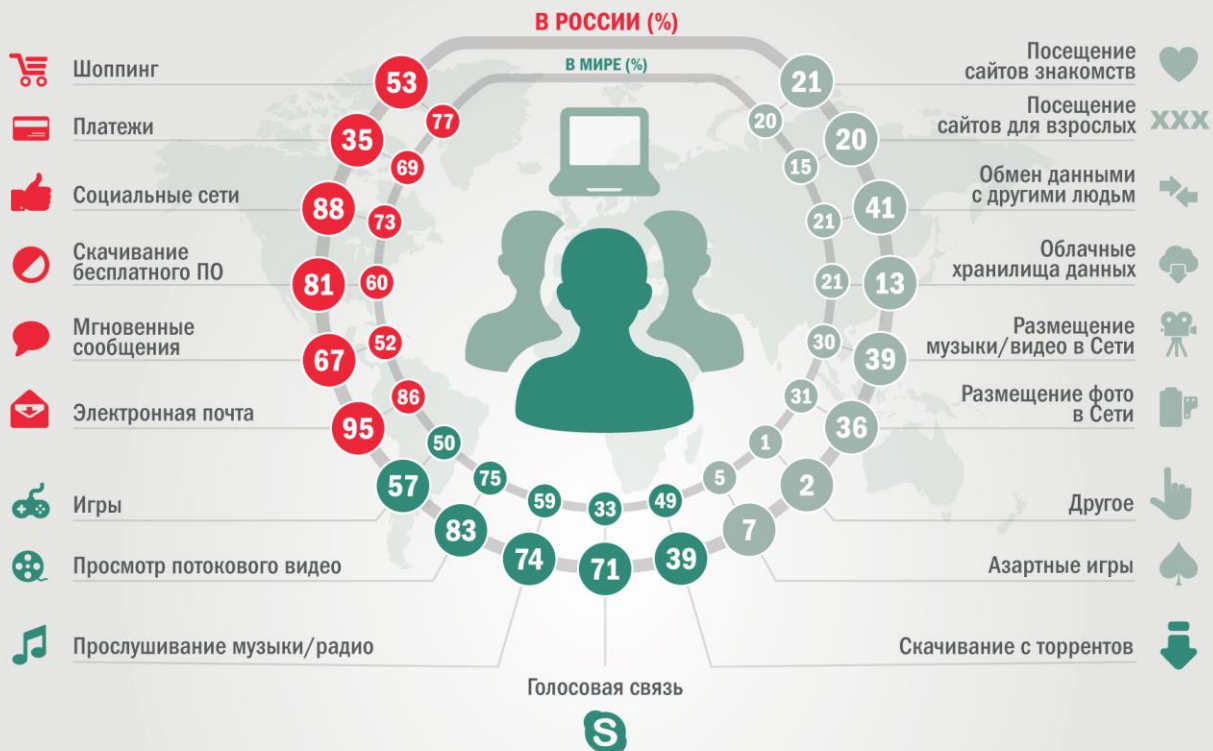 В РОССИИ (%)
В МИРЕ (%)
Шоппинг
53
77
Платежи
35
69
Социальные сети
88
73
Скачивание
бесплатного ПО
81
60
Мгновенные
сообщения
67
52
Электронная почта
95
86
Игры
57
50
Просмотр потокового видео
83
75
Прослушивание музыки/радио
74
59
Голосовая связь
71
33
S
Посещение
сайтов знакомств
21
20
Посещение
сайтов для взрослых
XXX
20
15
Обмен данными
с другими людьм
41
21
Облачные
хранилища данных
13
21
Размещение
музыки/видео в Сети
39
30
Размещение фото
в Сети
36
31
Другое
2
1
Азартные игры
7
5
Скачивание с торрентов
39
49